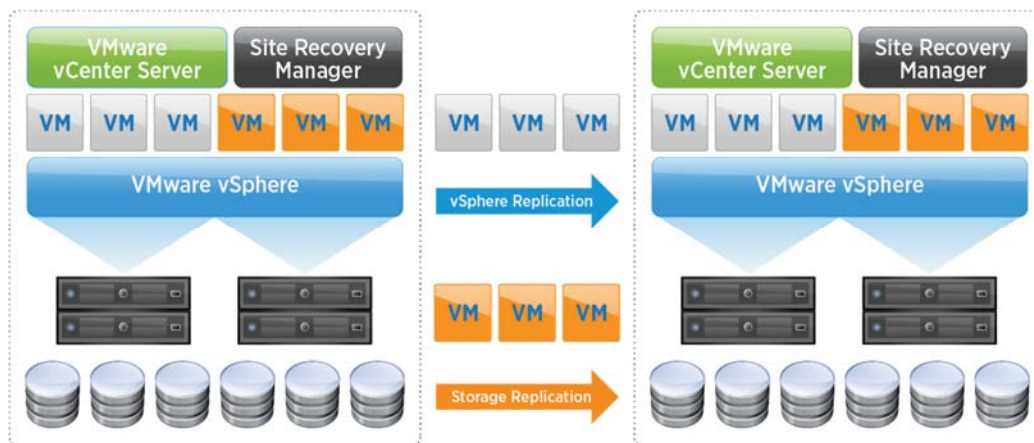 VMware
vCenter Server
Site Recovery
Manager
VM VM VM VM VM VM
VMware vSphere
VM VM VM
vSphere Replication
VM VM VM
Storage Replication
VMware
vCenter Server
Site Recovery
Manager
VM VM VM VM VM VM
VMware vSphere